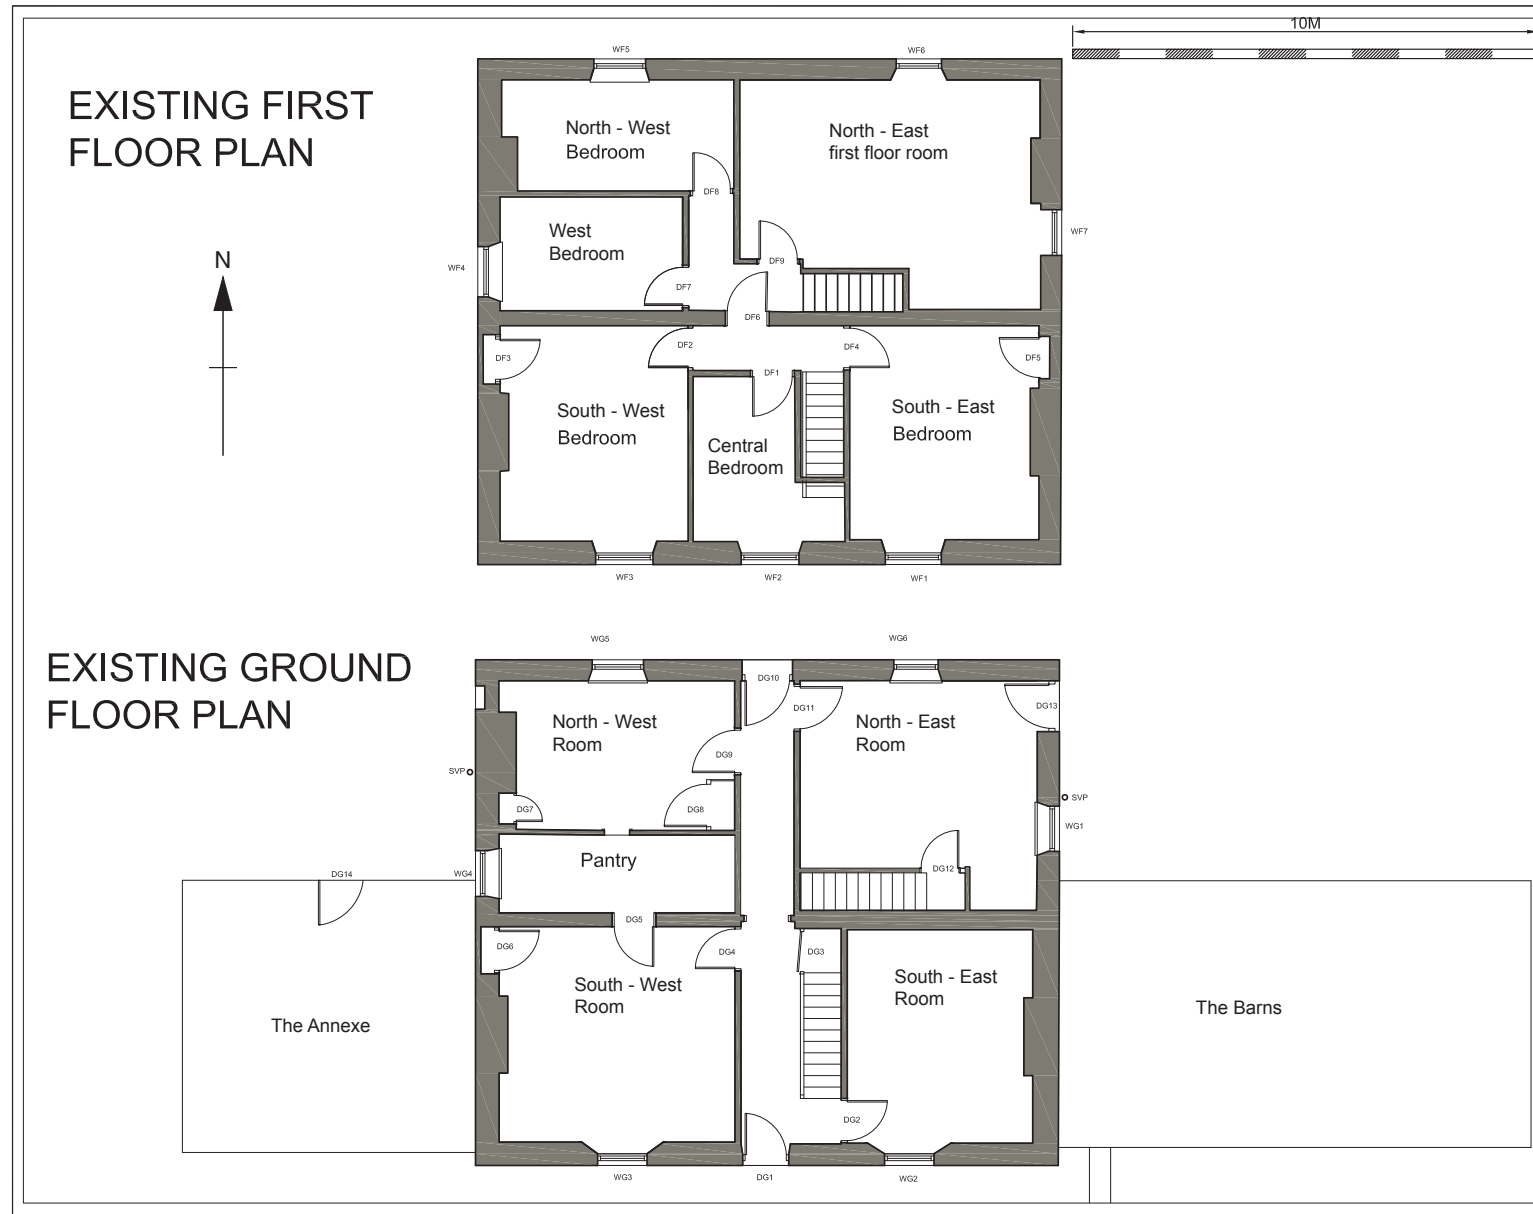 10M
EXISTING FIRST
FLOOR PLAN
N
WF5
WF6
North - West
Bedroom
North - East
first floor room
DF8
West
Bedroom
WF7
WF4
DF9
DF7
DF6
DF3
DF2
DF4
DF5
DF1
South - West
Bedroom
South - East
Bedroom
Central
Bedroom
WF3
WF2
WF1
EXISTING GROUND
FLOOR PLAN
WG5
WG6
DG10
DG11
DG13
North - West
Room
North - East
Room
DG9
SVP
SVP
DG7
DG8
WG1
Pantry
DG12
WG4
DG14
DG5
DG6
DG4
DG3
South - West
Room
South - East
Room
The Annexe
The Barns
DG2
WG3
DG1
WG2